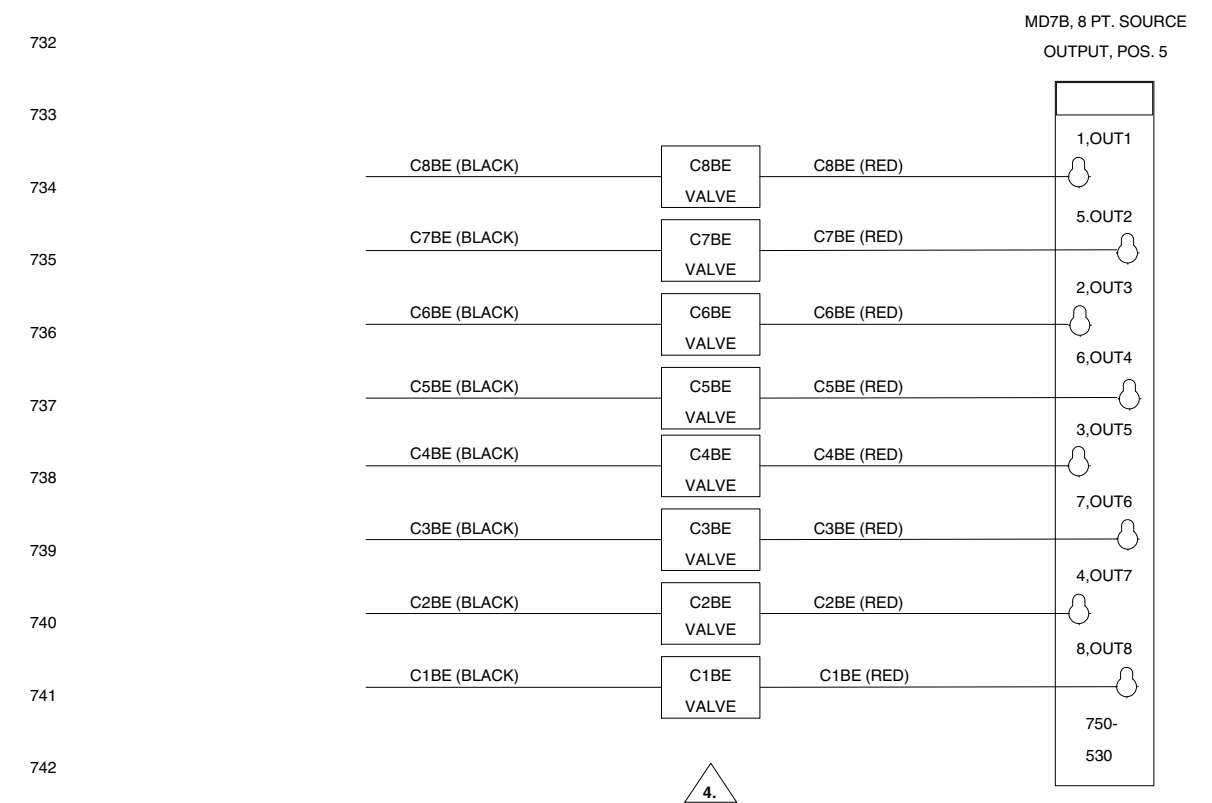 MD7B, 8 PT. SOURCE
732
OUTPUT, POS. 5
733
1,OUT1
C8BE (BLACK) C8BE C8BE (RED)
734
VALVE
5.OUT2
C7BE (BLACK) C7BE C7BE (RED)
735
VALVE
2,OUT3
C6BE (BLACK) C6BE C6BE (RED)
736
VALVE
6,OUT4
C5BE (BLACK) C5BE C5BE (RED)
737
VALVE
3,OUT5
C4BE (BLACK) C4BE C4BE (RED)
738
VALVE
7,OUT6
C3BE (BLACK) C3BE C3BE (RED)
739
VALVE
4,OUT7
C2BE (BLACK) C2BE C2BE (RED)
740
VALVE
8,OUT8
C1BE (BLACK) C1BE C1BE (RED)
741
VALVE
750-
530
742
4.